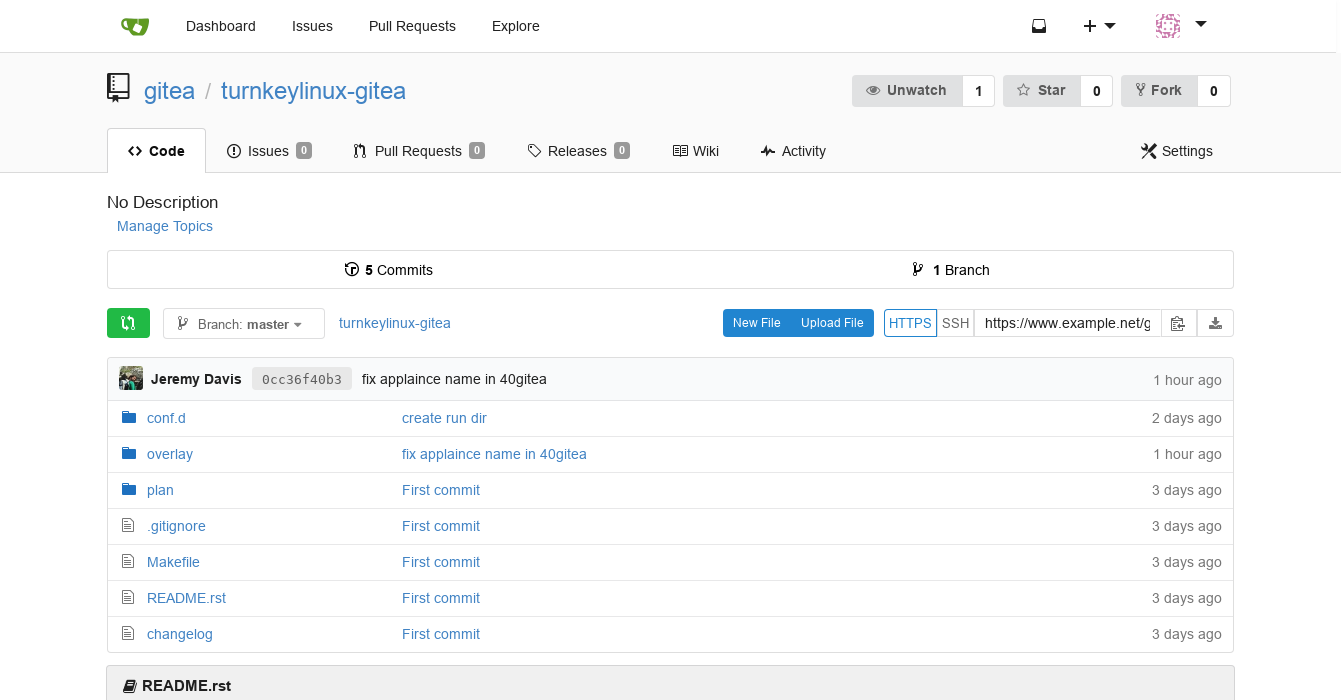 Dashboard Issues Pull Requests Explore
gitea / turnkeylinux-gitea Unwatch 1 Star 0 Fork 0
Code Issues 0 Pull Requests 0 Releases 0 Wiki Activity Settings
No Description
Manage Topics
5 Commits 1 Branch
Branch: master turnkeylinux-gitea New File Upload File HTTPS SSH https://www.example.net/g
Jeremy Davis 0cc36f40b3 fix applaince name in 40gitea 1 hour ago
conf.d create run dir 2 days ago
overlay fix applaince name in 40gitea 1 hour ago
plan First commit 3 days ago
.gitignore First commit 3 days ago
Makefile First commit 3 days ago
README.rst First commit 3 days ago
changelog First commit 3 days ago
README.rst